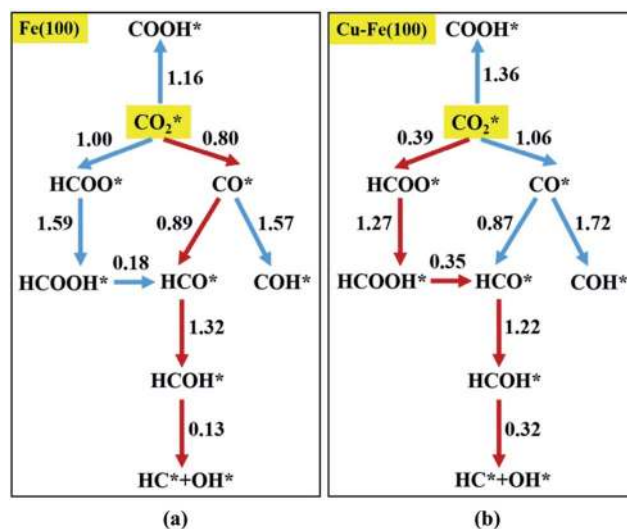 Fe(100)
COOH*
1.16
CO₂*
1.00
0.80
HCOO*
CO*
1.59
0.89
1.57
0.18
HCOOH*
HCO*
COH*
1.32
HCOH*
0.13
HC*+OH*
(a)
Cu-Fe(100)
COOH*
1.36
CO₂*
0.39
1.06
HCOO*
CO*
1.27
0.87
1.72
0.35
HCOOH*
HCO*
COH*
1.22
HCOH*
0.32
HC*+OH*
(b)